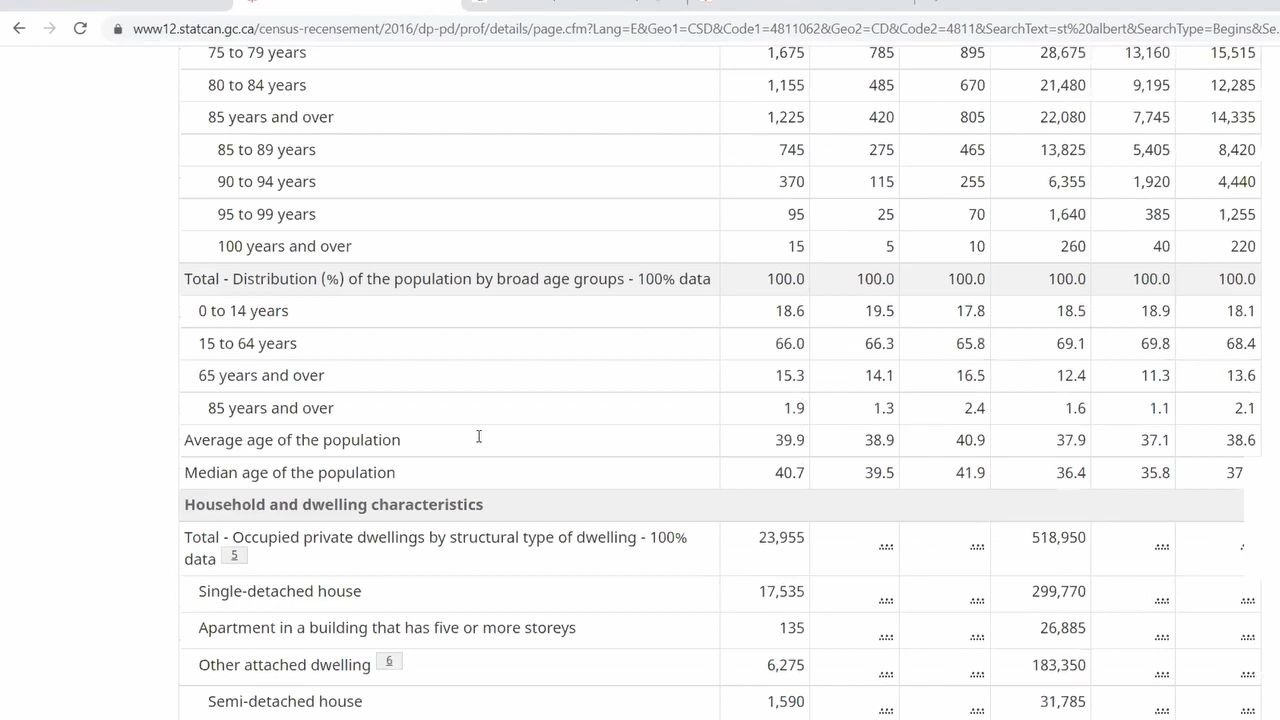 www12.statcan.gc.ca/census-recensement/2016/dp-pd/prof/details/page.cfm?Lang=E&Geo1=CSD&Code1=4811062&Geo2=CD&Code2=4811&SearchText=st%20albert&SearchType=Begins&Se...
75 to 79 years 1,675 785 895 28,675 13,160 15,515
80 to 84 years 1,155 485 670 21,480 9,195 12,285
85 years and over 1,225 420 805 22,080 7,745 14,335
85 to 89 years 745 275 465 13,825 5,405 8,420
90 to 94 years 370 115 255 6,355 1,920 4,440
95 to 99 years 95 25 70 1,640 385 1,255
100 years and over 15 5 10 260 40 220
Total - Distribution (%) of the population by broad age groups - 100% data 100.0 100.0 100.0 100.0 100.0 100.0
0 to 14 years 18.6 19.5 17.8 18.5 18.9 18.1
15 to 64 years 66.0 66.3 65.8 69.1 69.8 68.4
65 years and over 15.3 14.1 16.5 12.4 11.3 13.6
85 years and over 1.9 1.3 2.4 1.6 1.1 2.1
Average age of the population 39.9 38.9 40.9 37.9 37.1 38.6
Median age of the population 40.7 39.5 41.9 36.4 35.8 37
Household and dwelling characteristics
Total - Occupied private dwellings by structural type of dwelling - 100% 23,955 ... ... 518,950 ...
data 5
Single-detached house 17,535 ... ... 299,770 ... ...
Apartment in a building that has five or more storeys 135 ... ... 26,885 ... ...
Other attached dwelling 6 6,275 ... ... 183,350 ... ...
Semi-detached house 1,590 ... ... 31,785 ... ...